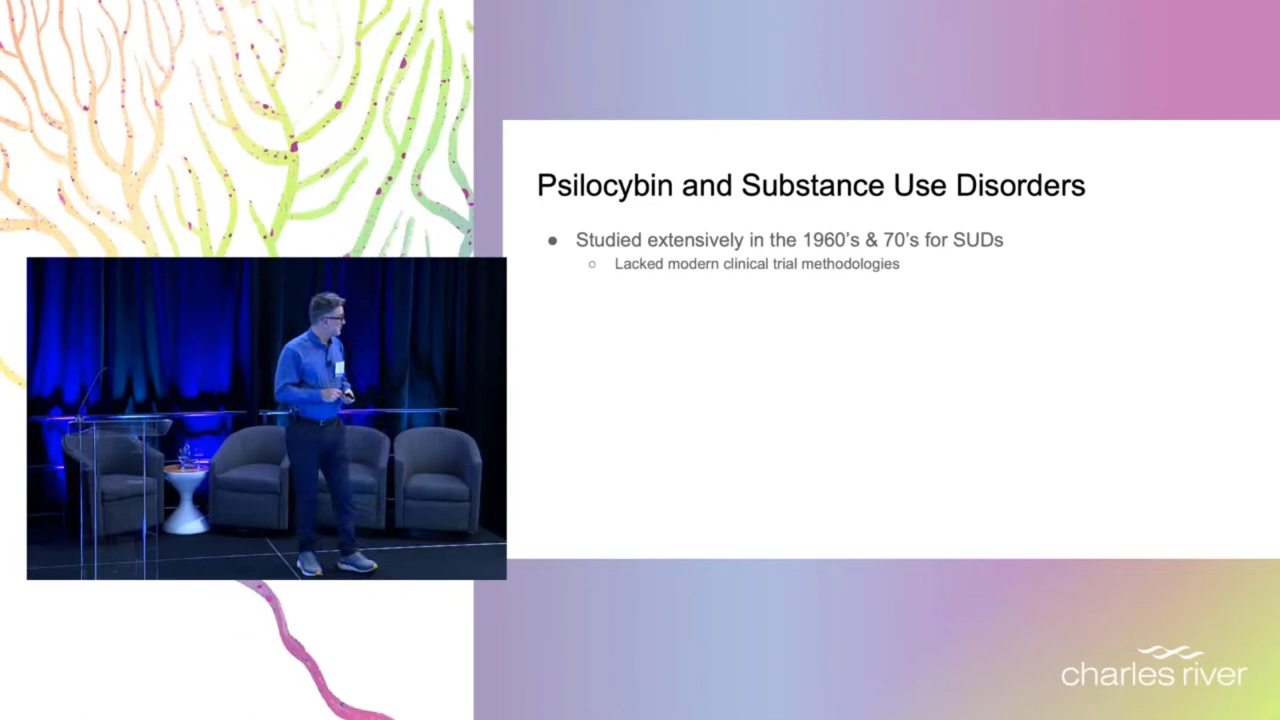 Psilocybin and Substance Use Disorders
● Studied extensively in the 1960's & 70's for SUDs
○ Lacked modern clinical trial methodologies
charles river